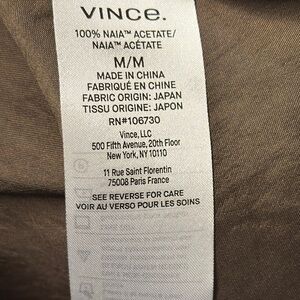 VINCE.
100% NAIA™ ACETATE/
NAIA™ ACÉTATE
M/M
MADE IN CHINA
FABRIQUÉ EN CHINE
FABRIC ORIGIN: JAPAN
TISSU ORIGINE: JAPON
RN#106730
Vince, LLC
500 Fifth Avenue, 20th Floor
New York, NY 10110
11 Rue Saint Florentin
75008 Paris France
SEE REVERSE FOR CARE
VOIR AU VERSO POUR LES SOINS